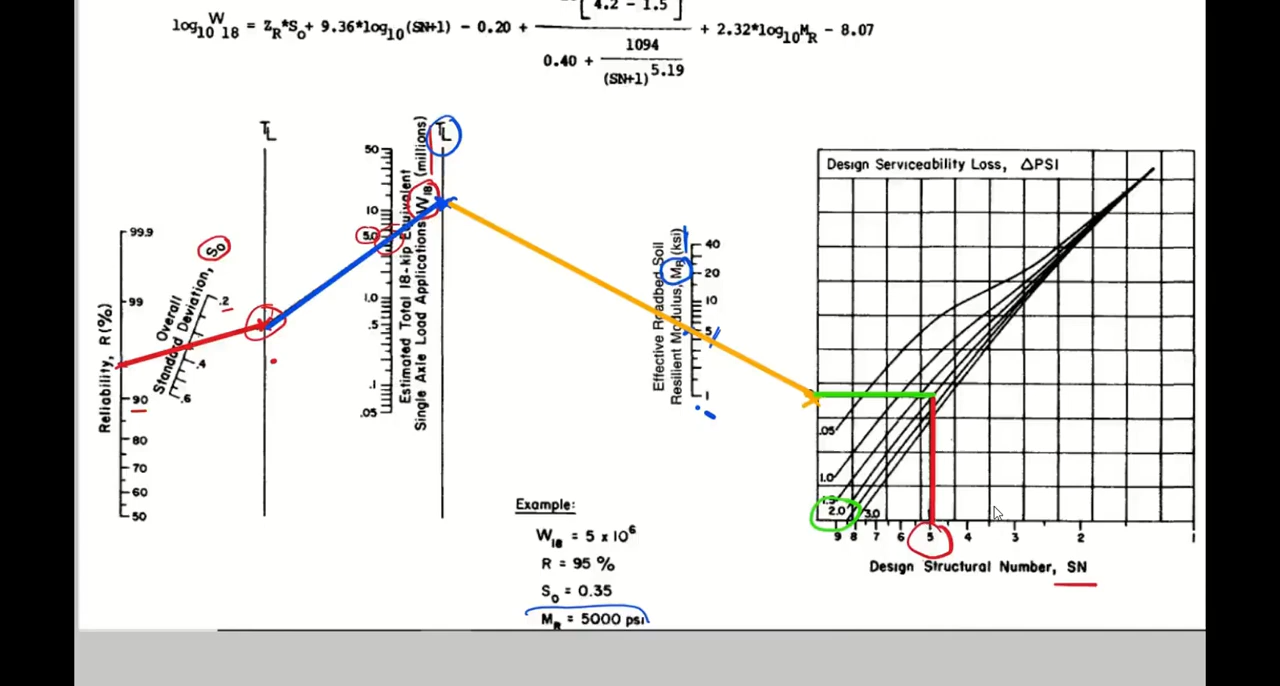 4.2 - 1.5
log10 W18 = ZR*So + 9.36*log10(SN+1) - 0.20 + + 2.32*log10MR - 8.07
1094
0.40 +
(SN+1)5.19
TL
TL
Reliability, R (%)
99.9
99
90
80
70
60
50
Overall
Standard Deviation, So
.2
.4
.6
Estimated Total 18-kip Equivalent
Single Axle Load Applications, W18 (millions)
50
10
5.0
1.0
.5
.1
.05
Effective Roadbed Soil
Resilient Modulus, MR (ksi)
40
20
10
5
1
Design Serviceability Loss, ΔPSI
.05
1.0
1.5
2.0
3.0
9 8 7 6 5 4 3 2 1
Design Structural Number, SN
Example:
W18 = 5 x 10^6
R = 95 %
So = 0.35
MR = 5000 psi